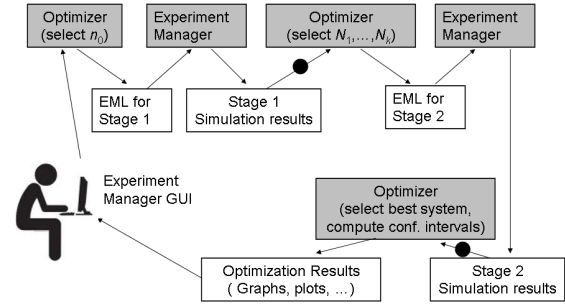 Optimizer
(select n0)
Experiment
Manager
Optimizer
(select N1,...,Nk)
Experiment
Manager
EML for
Stage 1
Stage 1
Simulation results
EML for
Stage 2
Experiment
Manager GUI
Optimizer
(select best system,
compute conf. intervals)
Optimization Results
( Graphs, plots, ...)
Stage 2
Simulation results